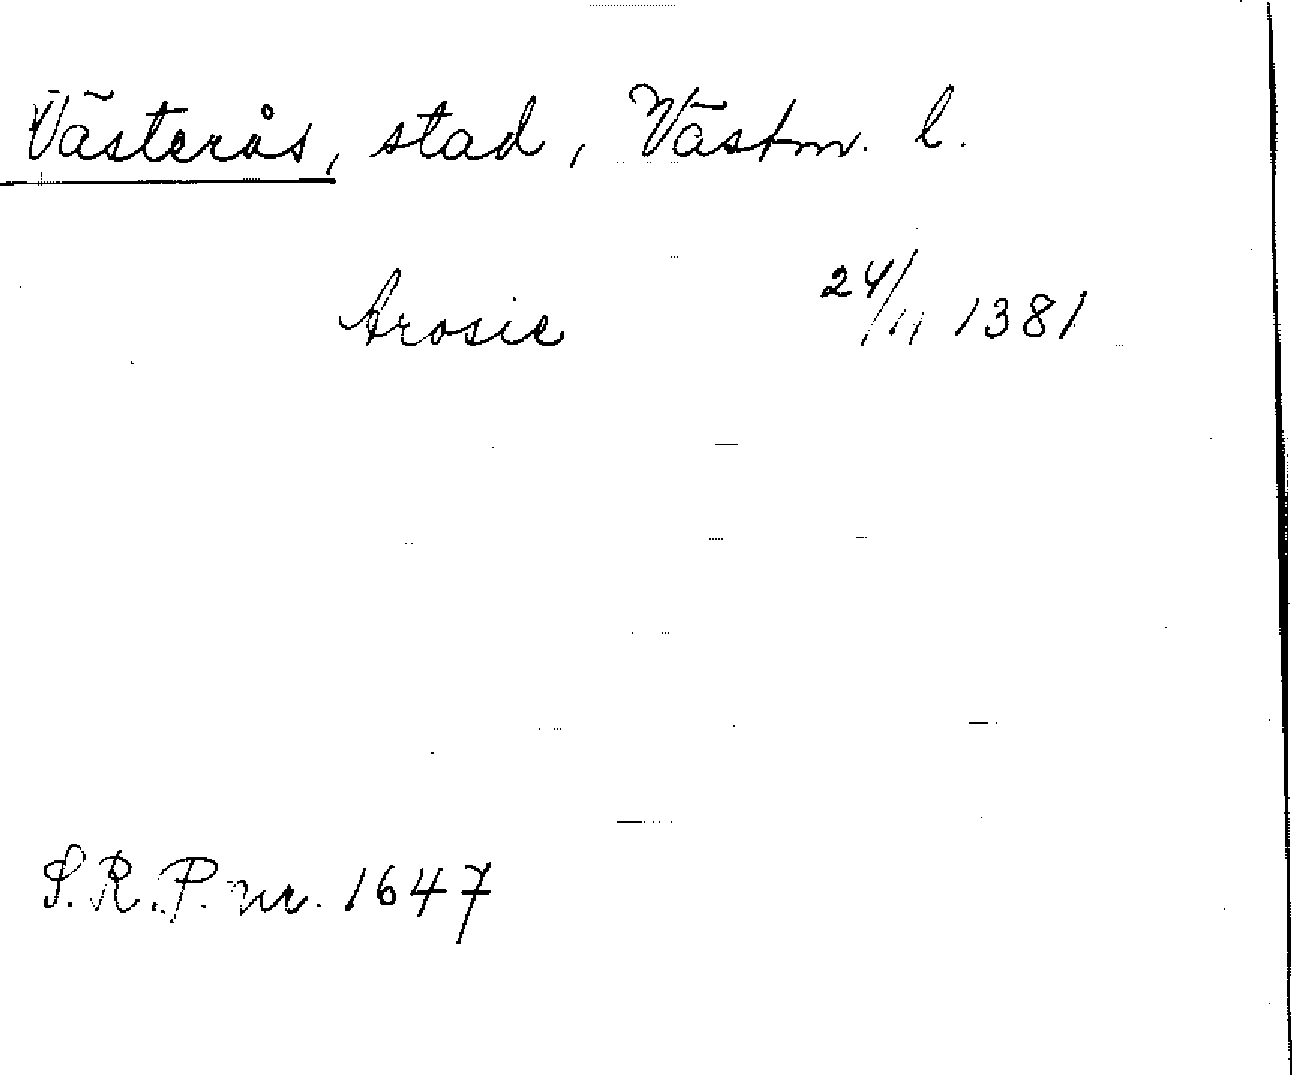 Västerås, stad, Västm. l.
Arosie 24/11 1381
S.R.P. nr. 1647